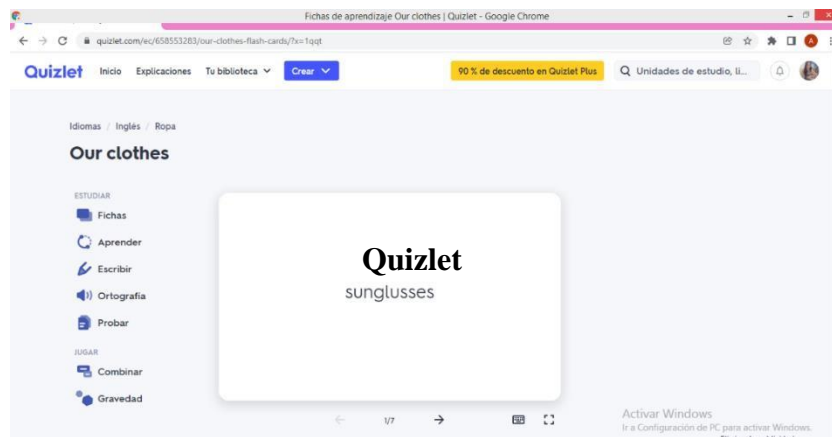 Fichas de aprendizaje Our clothes | Quizlet - Google Chrome
quizlet.com/ec/658553283/our-clothes-flash-cards/?x=1qqt
Quizlet Inicio Explicaciones Tu biblioteca Crear 90 % de descuento en Quizlet Plus Unidades de estudio, li...
Idiomas / Inglés / Ropa
Our clothes
ESTUDIAR
Fichas
Aprender
Escribir
Ortografía
Probar
JUGAR
Combinar
Gravedad
Quizlet
sunglusses
1/7
Activar Windows
Ir a Configuración de PC para activar Windows.